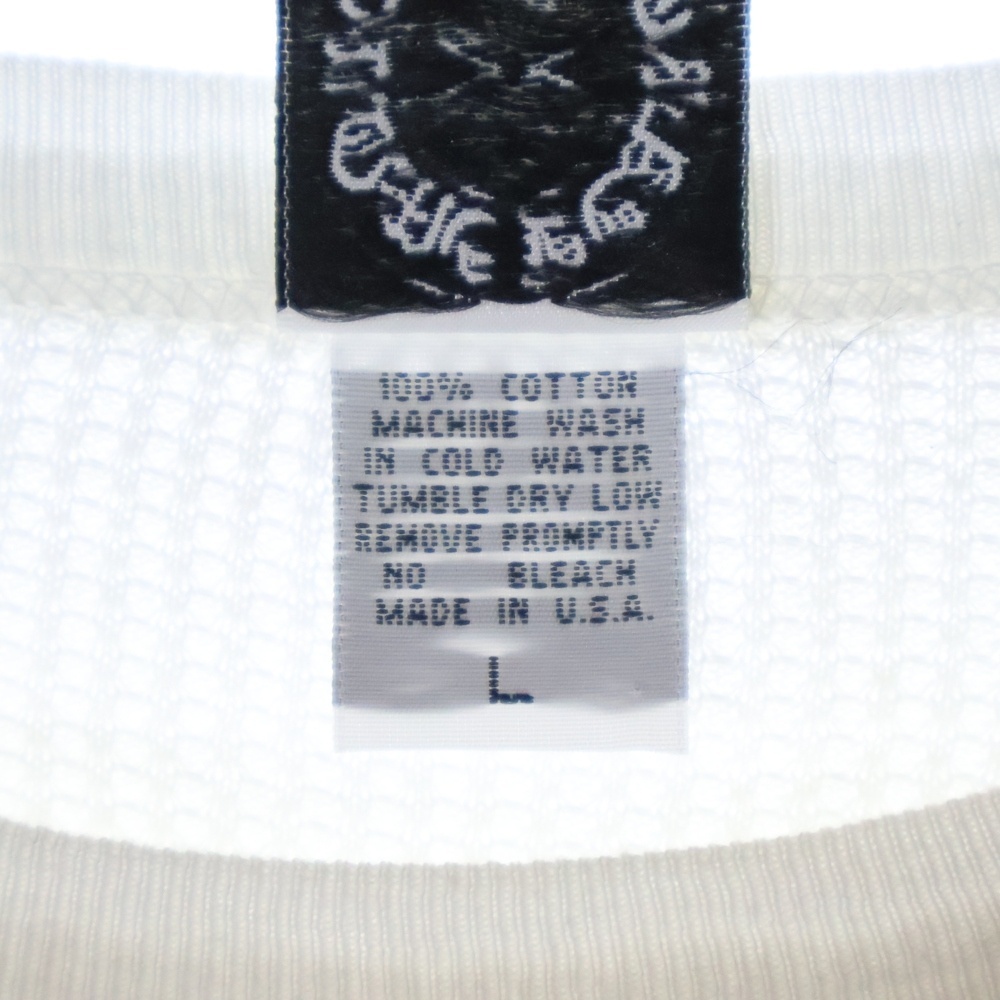 100% COTTON
MACHINE WASH
IN COLD WATER
TUMBLE DRY LOW
REMOVE PROMPTLY
NO BLEACH
MADE IN U.S.A.
L